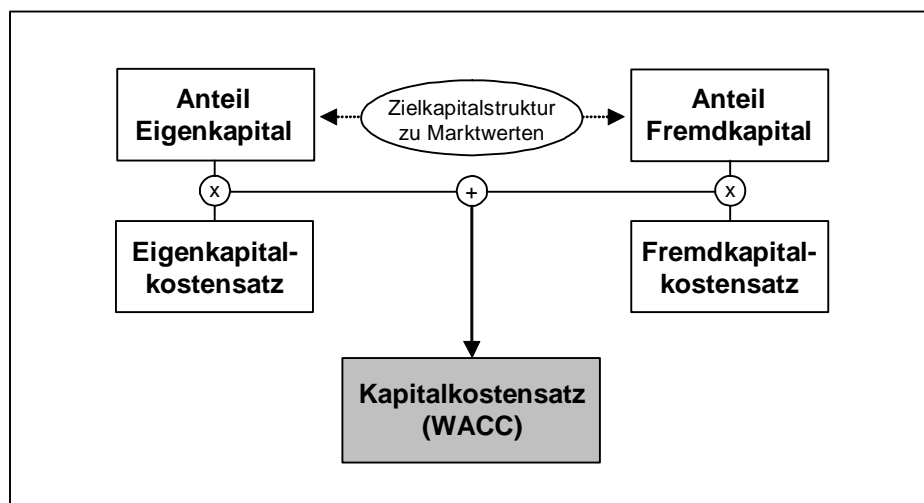 Anteil
Eigenkapital
Zielkapitalstruktur
zu Marktwerten
Anteil
Fremdkapital
x
+
x
Eigenkapital-
kostensatz
Fremdkapital-
kostensatz
Kapitalkostensatz
(WACC)